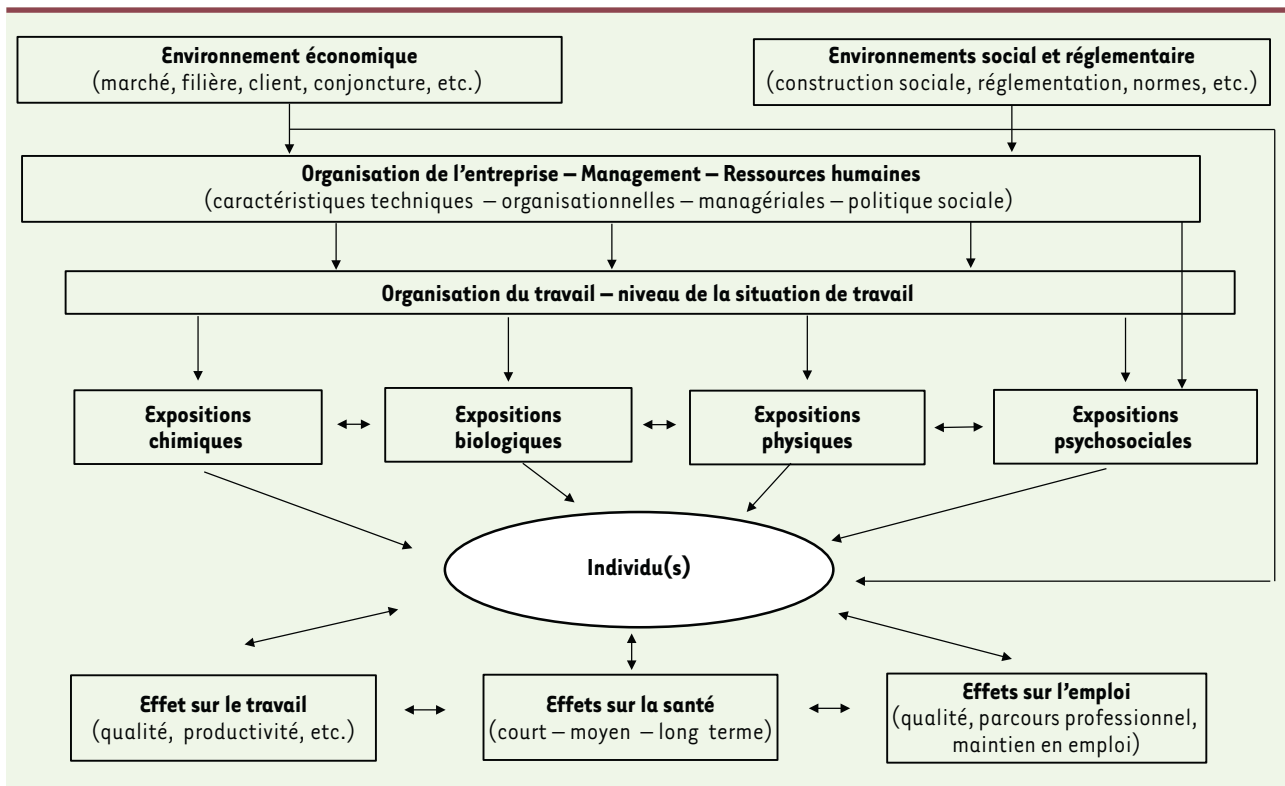 Environnement économique
(marché, filière, client, conjoncture, etc.)
Environnements social et réglementaire
(construction sociale, réglementation, normes, etc.)
Organisation de l’entreprise – Management – Ressources humaines
(caractéristiques techniques – organisationnelles – managériales – politique sociale)
Organisation du travail – niveau de la situation de travail
Expositions
chimiques
Expositions
biologiques
Expositions
physiques
Expositions
psychosociales
Individu(s)
Effet sur le travail
(qualité, productivité, etc.)
Effets sur la santé
(court – moyen – long terme)
Effets sur l’emploi
(qualité, parcours professionnel,
maintien en emploi)